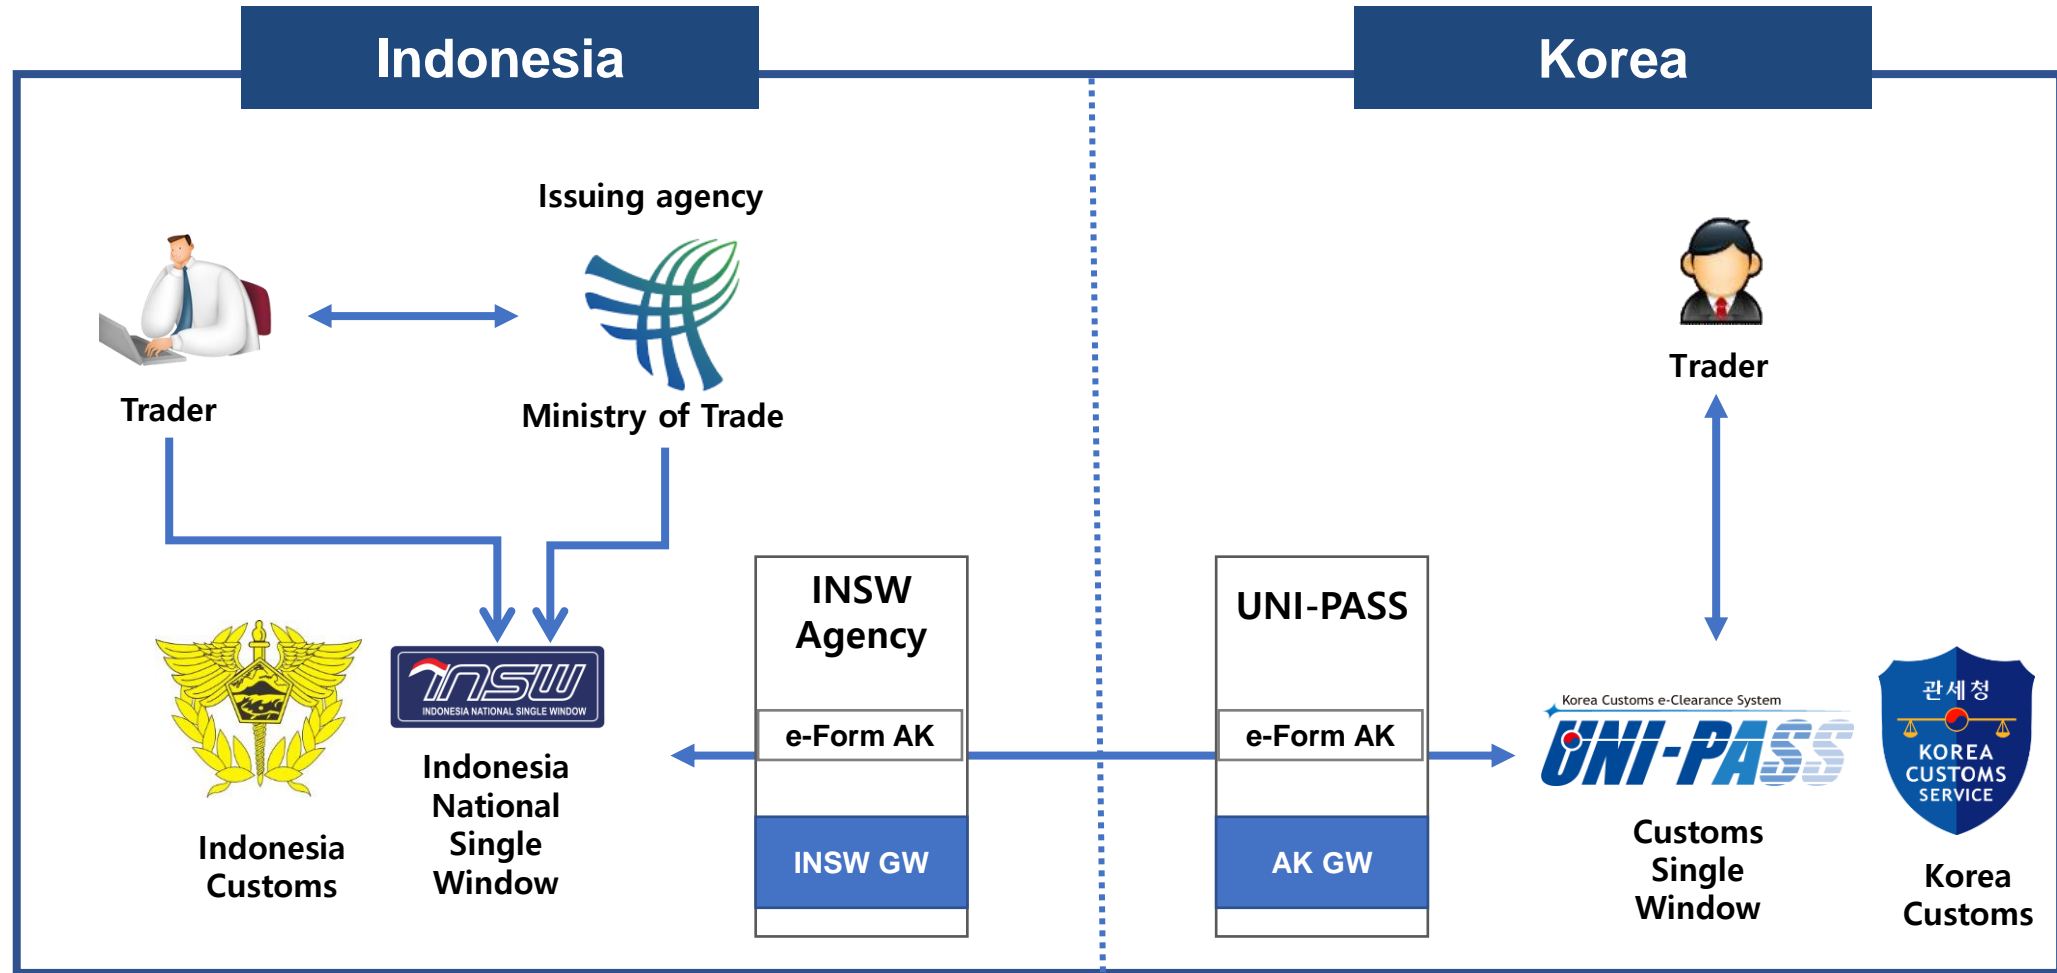 Indonesia
Korea
Issuing agency
Trader
Ministry of Trade
Trader
INSW
Agency
UNI-PASS
INSW
INDONESIA NATIONAL SINGLE WINDOW
e-Form AK
e-Form AK
Korea Customs e-Clearance System
UNI-PASS
관세청
KOREA
CUSTOMS
SERVICE
Indonesia
National
Single
Window
Indonesia
Customs
INSW GW
AK GW
Customs
Single
Window
Korea
Customs